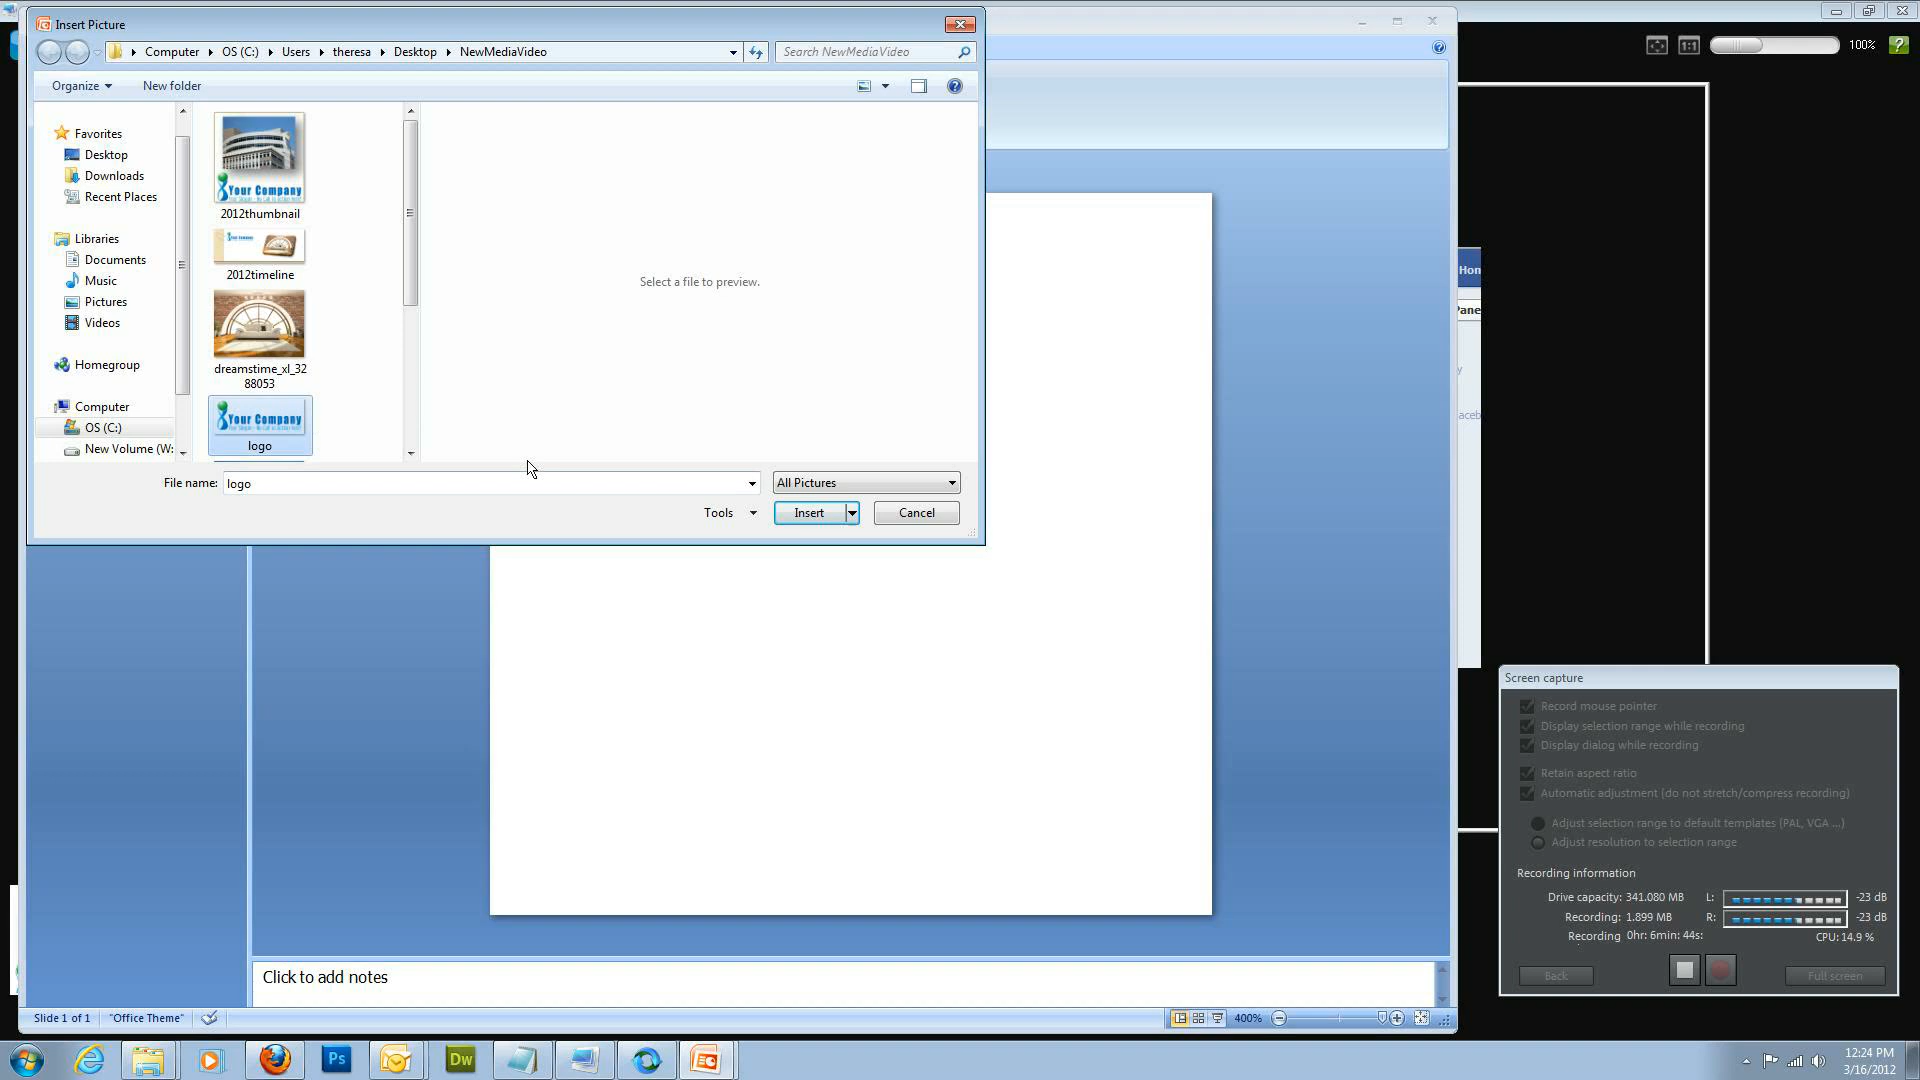 Insert Picture
Computer OS (C:) Users theresa Desktop NewMediaVideo
Search NewMediaVideo
1:1
100%
Organize
New folder
Favorites
Desktop
Downloads
Recent Places
Libraries
Documents
Music
Pictures
Videos
Homegroup
Computer
OS (C:)
New Volume (W:
Your Company
2012thumbnail
2012timeline
dreamstime_xl_32
88053
Your Company
logo
Select a file to preview.
File name: logo
All Pictures
Tools
Insert
Cancel
Hon
Pane
y
aceb
Screen capture
Record mouse pointer
Display selection range while recording
Display dialog while recording
Retain aspect ratio
Automatic adjustment (do not stretch/compress recording)
Adjust selection range to default templates (PAL, VGA ...)
Adjust resolution to selection range
Recording information
Drive capacity: 341.080 MB L: -23 dB
Recording: 1.899 MB R: -23 dB
Recording 0hr: 6min: 44s:
CPU: 14.9 %
Back
Full screen
Click to add notes
Slide 1 of 1
"Office Theme"
400%
Ps
Dw
12:24 PM
3/16/2012